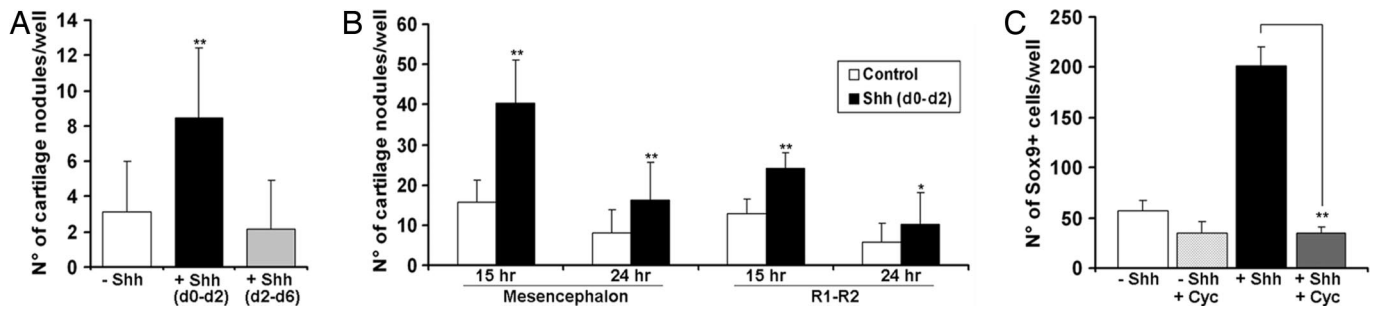 A
N° of cartilage nodules/well
14
12
10
8
6
4
2
0
**
- Shh
+ Shh
(d0-d2)
+ Shh
(d2-d6)
B
N° of cartilage nodules/well
60
50
40
30
20
10
0
**
**
**
*
Control
Shh (d0-d2)
15 hr
24 hr
15 hr
24 hr
Mesencephalon
R1-R2
C
N° of Sox9+ cells/well
250
200
150
100
50
0
**
- Shh
- Shh
+ Cyc
+ Shh
+ Shh
+ Cyc